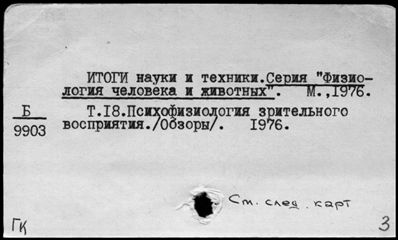 ИТОГИ науки и техники.Серия "Физио-
логия человека и животных". М.,1976.
Б
9903
Т.18.Психофизиология зрительного
восприятия./Обзоры/. 1976.
См. след. карт
Гк
3